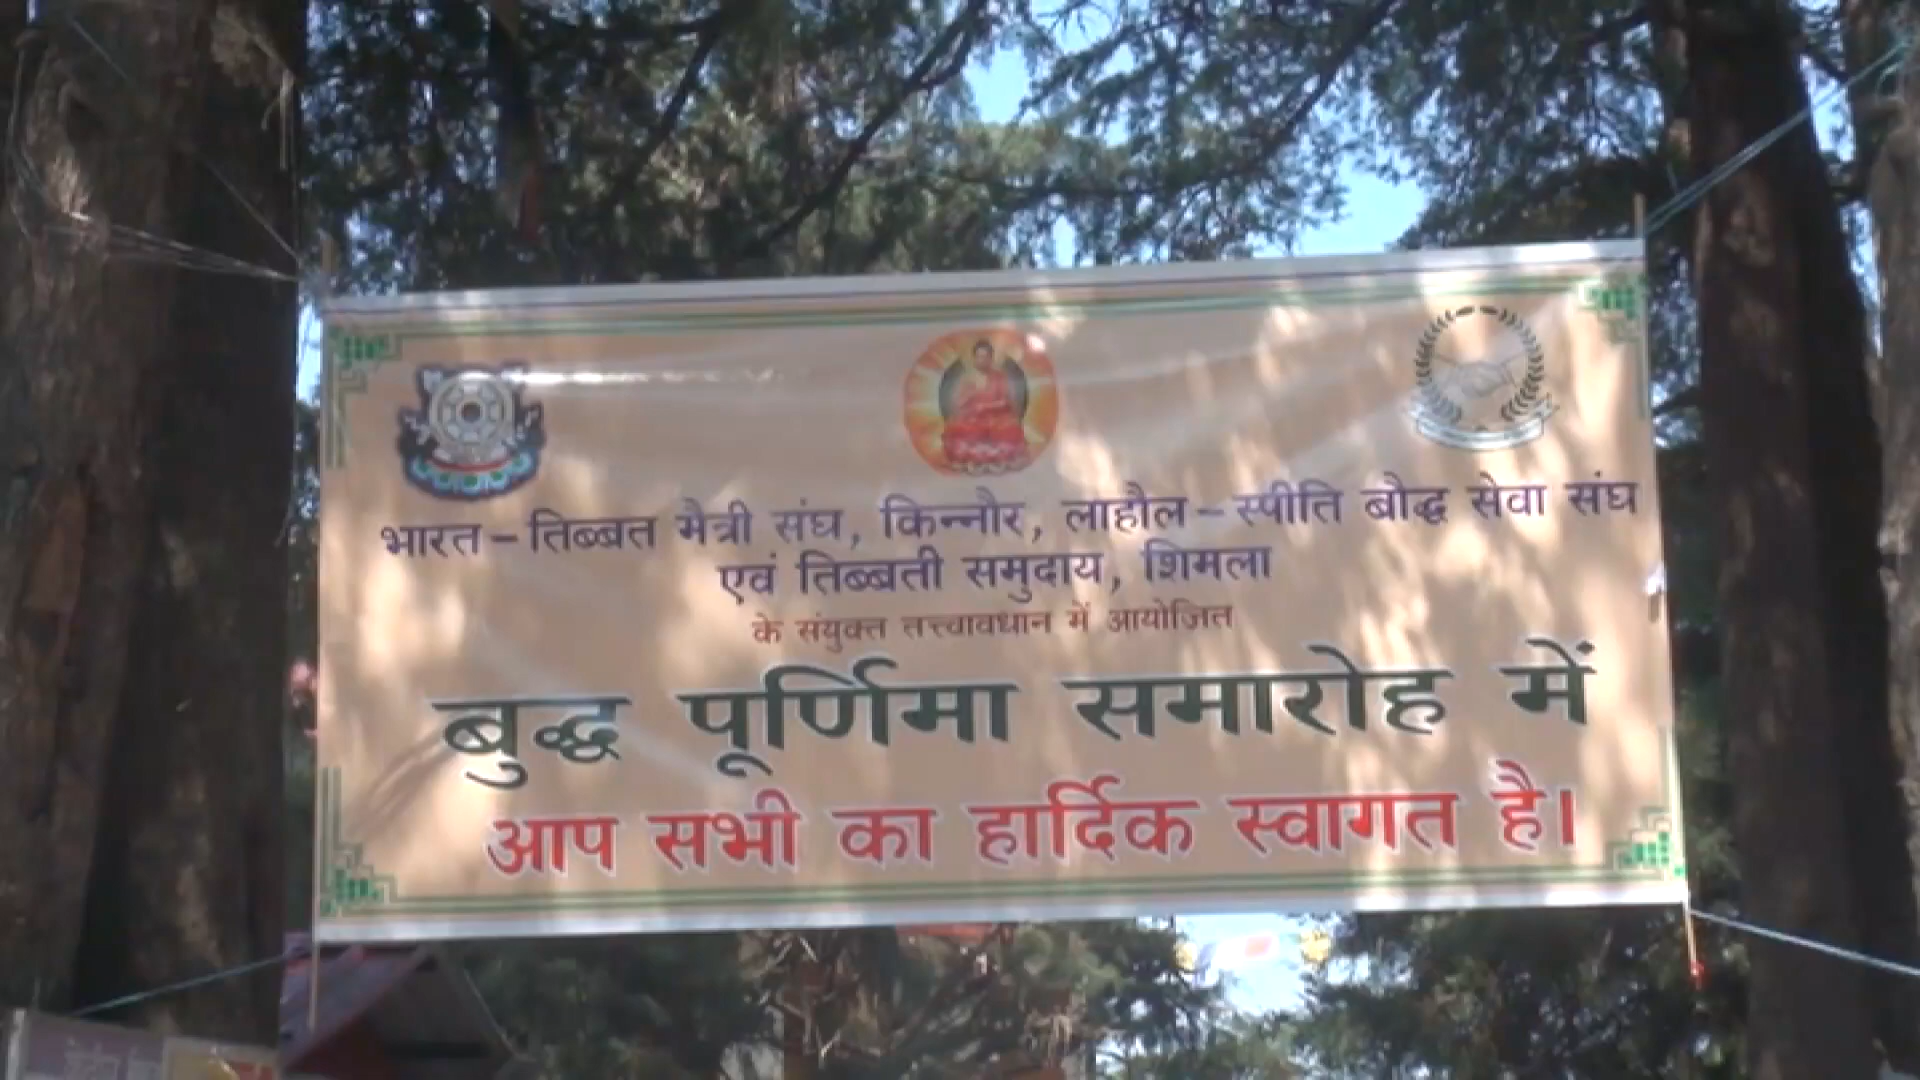 भारत-तिब्बत मैत्री संघ, किन्नौर, लाहौल-स्पीति बौद्ध सेवा संघ
एवं तिब्बती समुदाय, शिमला
के संयुक्त तत्त्वावधान में आयोजित
बुद्ध पूर्णिमा समारोह में
आप सभी का हार्दिक स्वागत है।